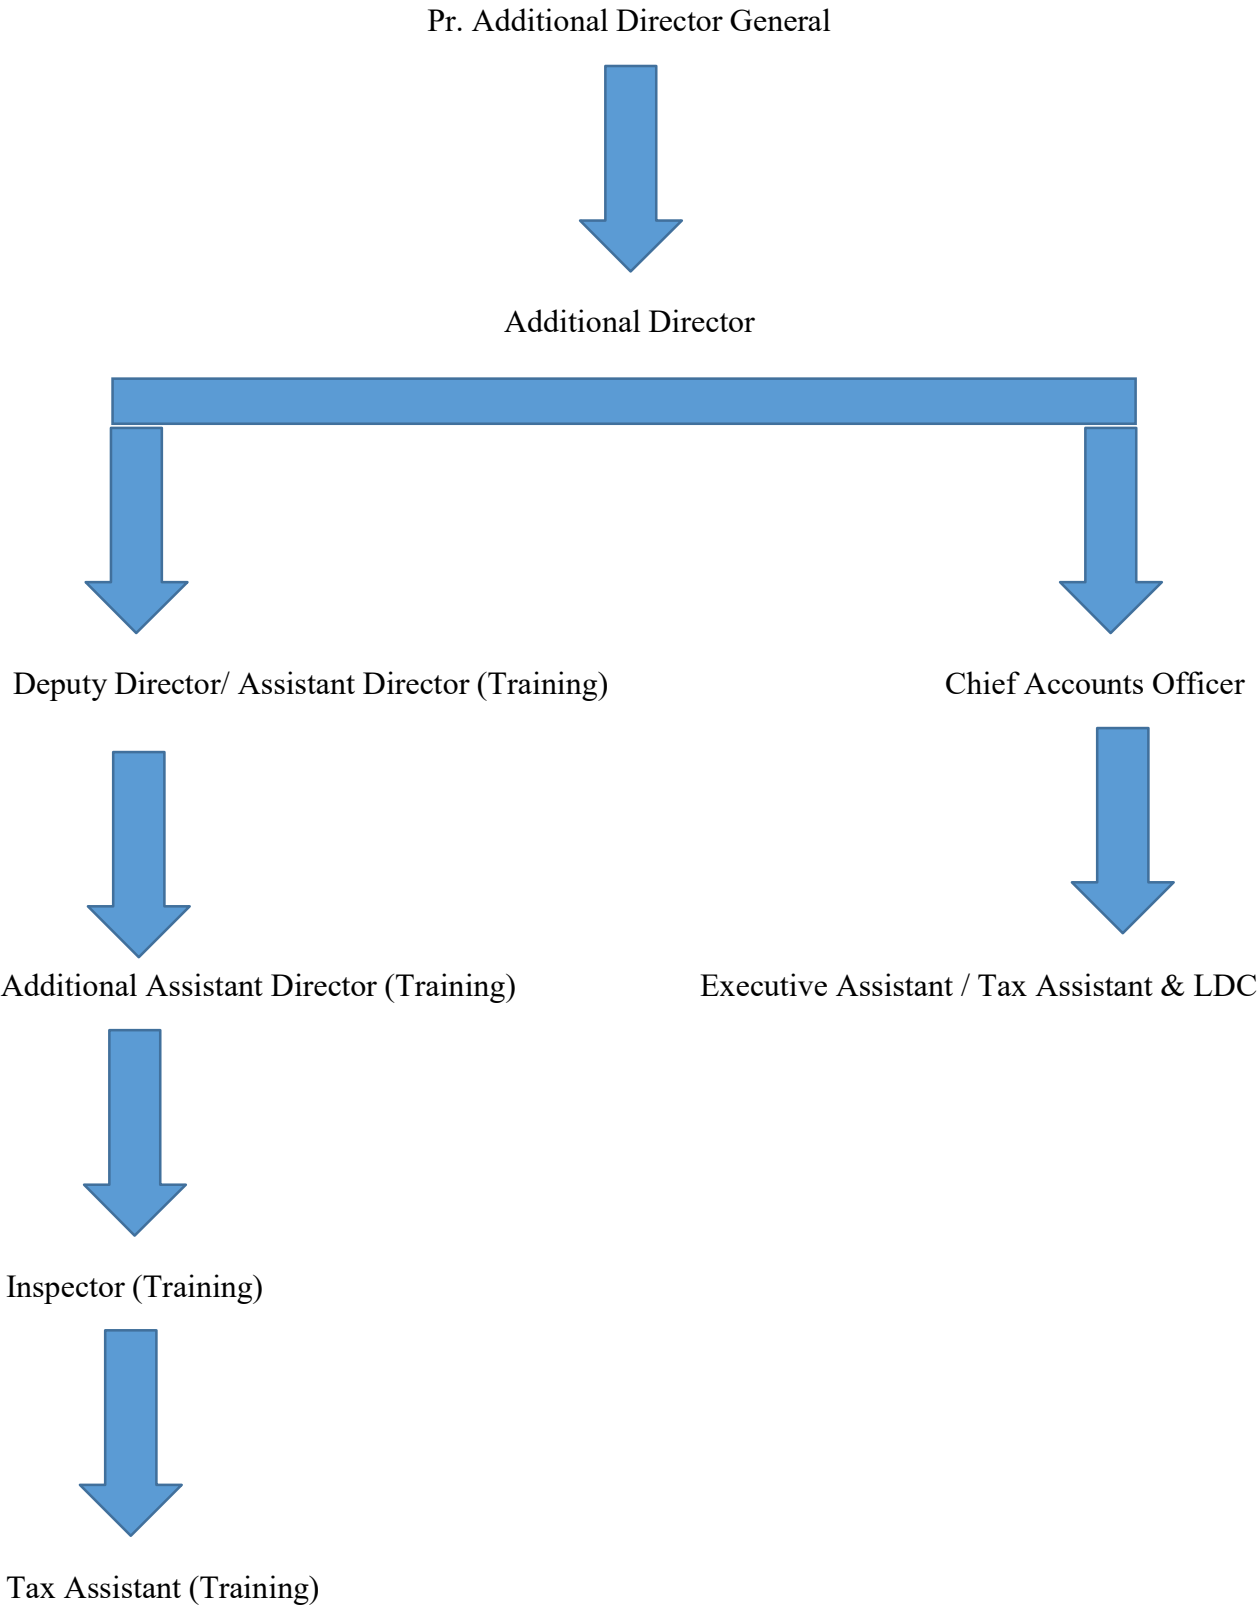 Pr. Additional Director General
Additional Director
Deputy Director/ Assistant Director (Training)
Chief Accounts Officer
Additional Assistant Director (Training)
Executive Assistant / Tax Assistant & LDC
Inspector (Training)
Tax Assistant (Training)